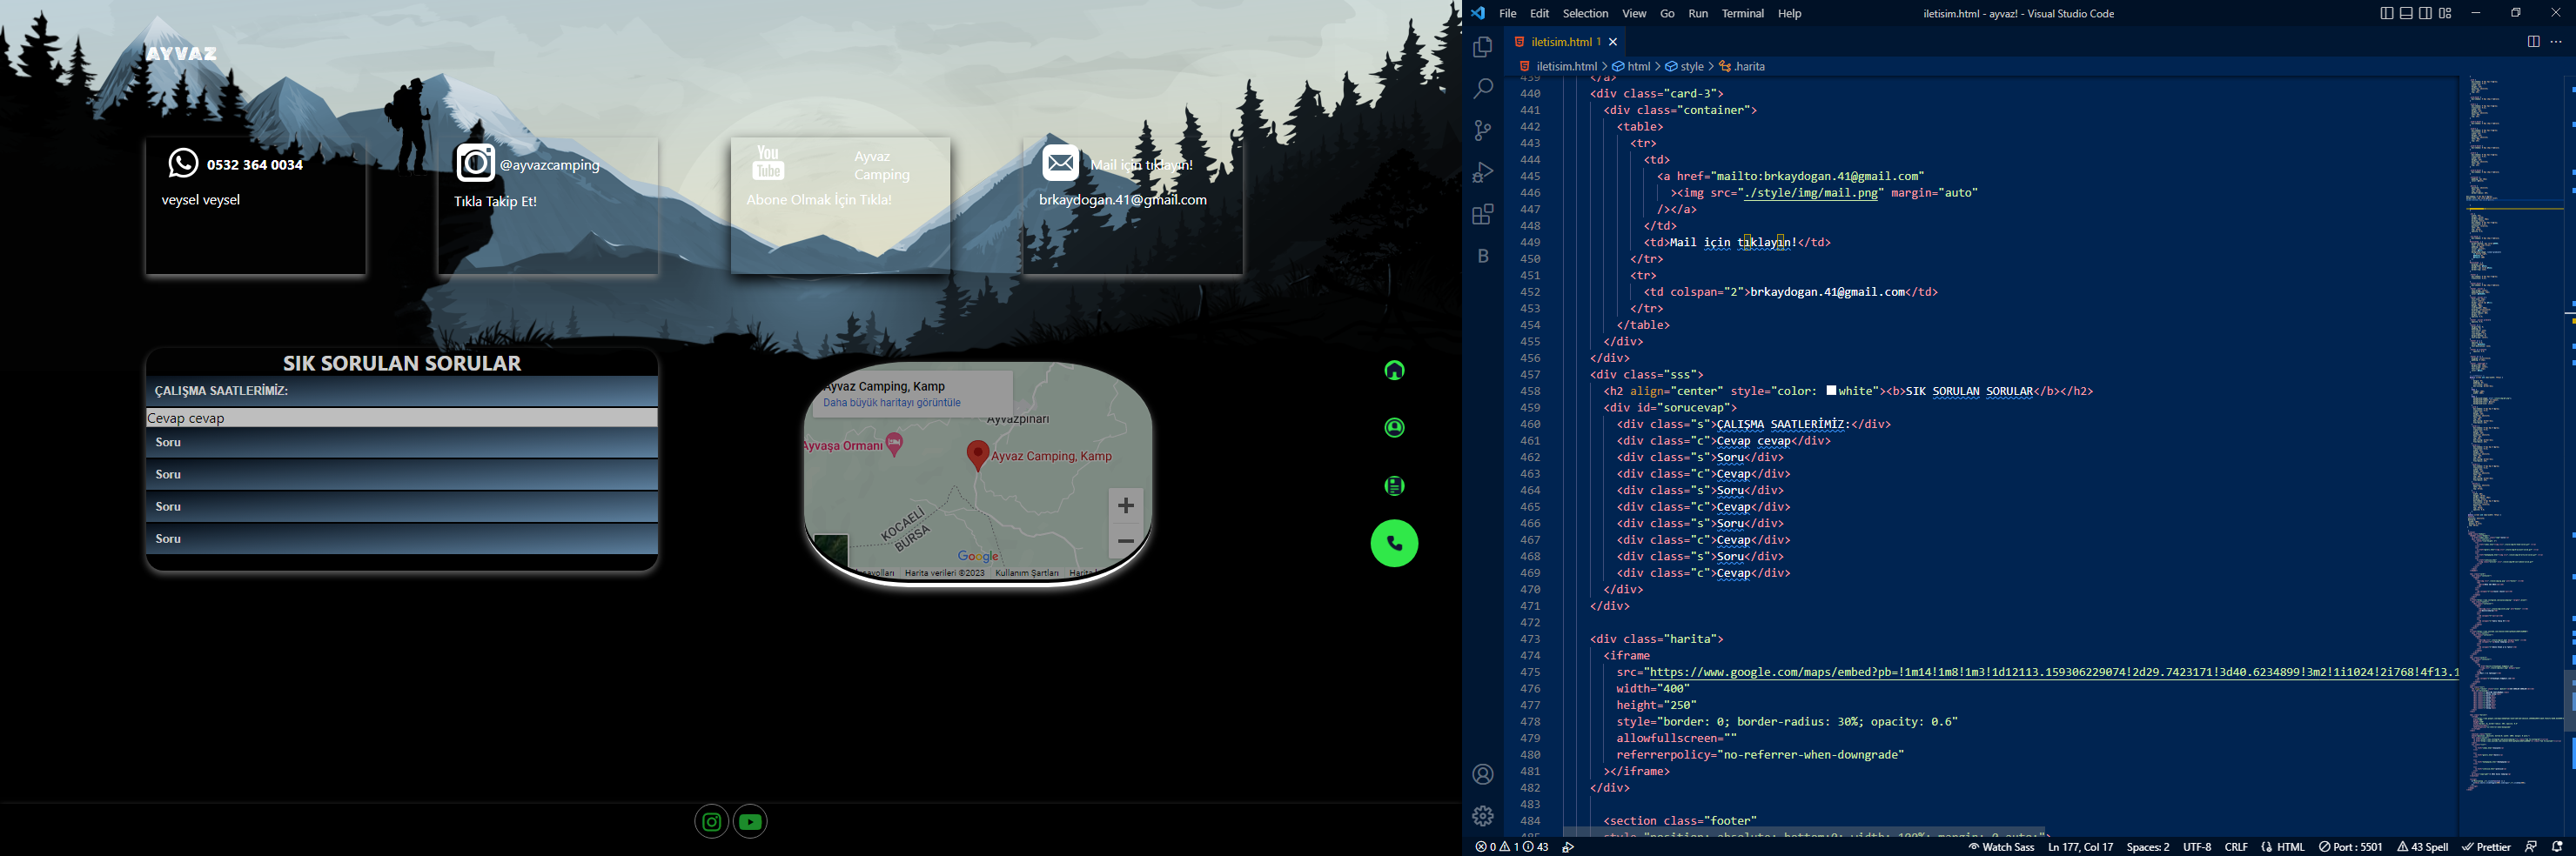 AYVAZ
0532 364 0034
veysel veysel
@ayvazcamping
Tıkla Takip Et!
You
Tube
Ayvaz
Camping
Abone Olmak İçin Tıkla!
Mail için tıklayın!
brkaydogan.41@gmail.com
SIK SORULAN SORULAR
ÇALIŞMA SAATLERİMİZ:
Cevap cevap
Soru
Soru
Soru
Soru
Ayvaz Camping, Kamp
Daha büyük haritayı görüntüle
Ayvazpınarı
Ayvaşa Ormanı
Ayvaz Camping, Kamp
KOCAELİ
BURSA
Google
Harita verileri ©2023 Kullanım Şartları
File Edit Selection View Go Run Terminal Help
iletisim.html - ayvaz! - Visual Studio Code
iletisim.html 1
iletisim.html > html > style > .harita
439 </a>
440 <div class="card-3">
441 <div class="container">
442 <table>
443 <tr>
444 <td>
445 <a href="mailto:brkaydogan.41@gmail.com"
446 ><img src="./style/img/mail.png" margin="auto"
447 /></a>
448 </td>
449 <td>Mail için tıklayın!</td>
450 </tr>
451 <tr>
452 <td colspan="2">brkaydogan.41@gmail.com</td>
453 </tr>
454 </table>
455 </div>
456 </div>
457 <div class="sss">
458 <h2 align="center" style="color: white"><b>SIK SORULAN SORULAR</b></h2>
459 <div id="sorucevap">
460 <div class="s">ÇALIŞMA SAATLERİMİZ:</div>
461 <div class="c">Cevap cevap</div>
462 <div class="s">Soru</div>
463 <div class="c">Cevap</div>
464 <div class="s">Soru</div>
465 <div class="c">Cevap</div>
466 <div class="s">Soru</div>
467 <div class="c">Cevap</div>
468 <div class="s">Soru</div>
469 <div class="c">Cevap</div>
470 </div>
471 </div>
472
473 <div class="harita">
474 <iframe
475 src="https://www.google.com/maps/embed?pb=!1m14!1m8!1m3!1d12113.159306229074!2d29.7423171!3d40.6234899!3m2!1i1024!2i768!4f13.1
476 width="400"
477 height="250"
478 style="border: 0; border-radius: 30%; opacity: 0.6"
479 allowfullscreen=""
480 referrerpolicy="no-referrer-when-downgrade"
481 ></iframe>
482 </div>
483
484 <section class="footer"
485 style="position: absolute; bottom:0; width: 100%; margin: 0 auto;">
0 1 43
Watch Sass Ln 177, Col 17 Spaces: 2 UTF-8 CRLF HTML Port : 5501 43 Spell Prettier